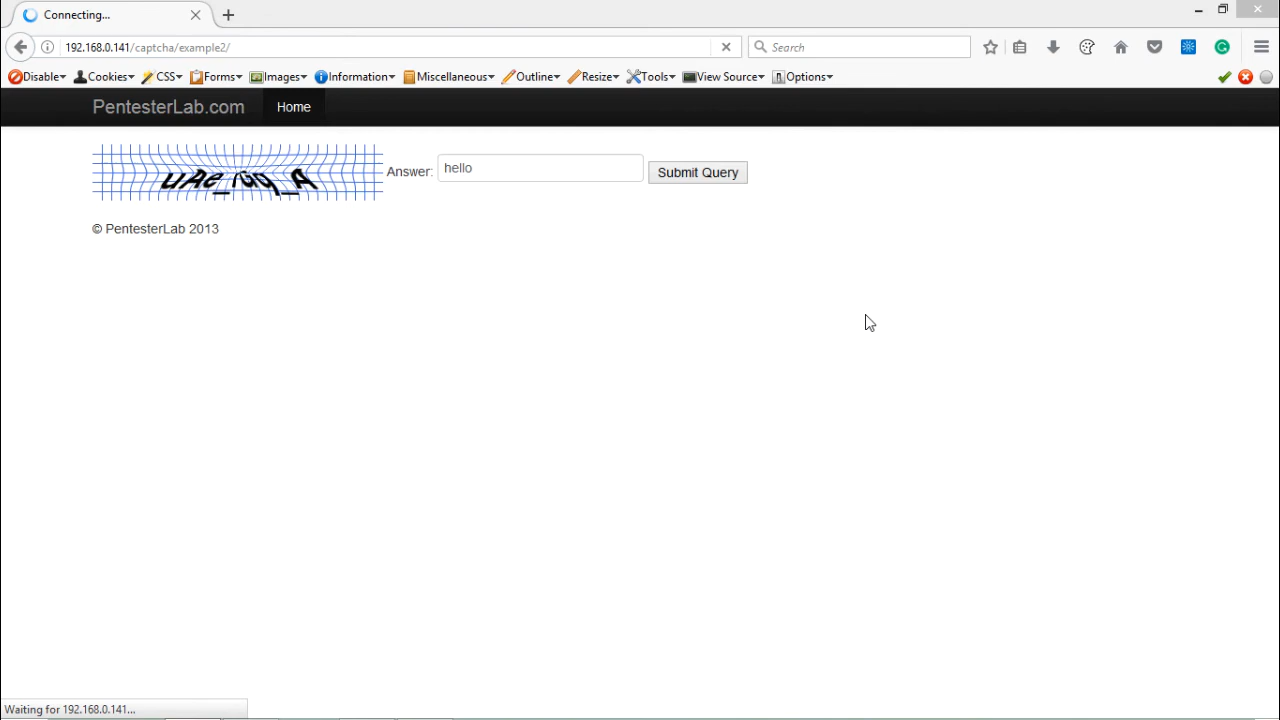 Connecting...
192.168.0.141/captcha/example2/
Search
Disable Cookies CSS Forms Images Information Miscellaneous Outline Resize Tools View Source Options
PentesterLab.com Home
Answer: hello Submit Query
© PentesterLab 2013
Waiting for 192.168.0.141...